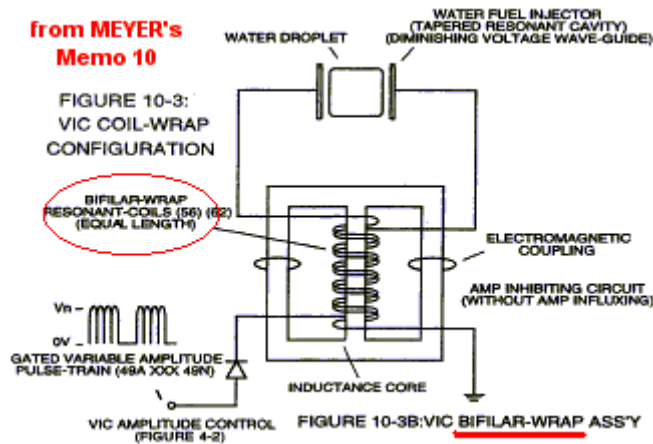 from MEYER's
Memo 10
WATER DROPLET
WATER FUEL INJECTOR
(TAPERED RESONANT CAVITY)
(DIMINISHING VOLTAGE WAVE-GUIDE)
FIGURE 10-3:
VIC COIL-WRAP
CONFIGURATION
BIFILAR-WRAP
RESONANT-COILS (56) (62)
(EQUAL LENGTH)
ELECTROMAGNETIC
COUPLING
AMP INHIBITING CIRCUIT
(WITHOUT AMP INFLUXING)
Vn
0V
GATED VARIABLE AMPLITUDE
PULSE-TRAIN (49A XXX 49N)
INDUCTANCE CORE
VIC AMPLITUDE CONTROL
(FIGURE 4-2)
FIGURE 10-3B:VIC BIFILAR-WRAP ASS'Y